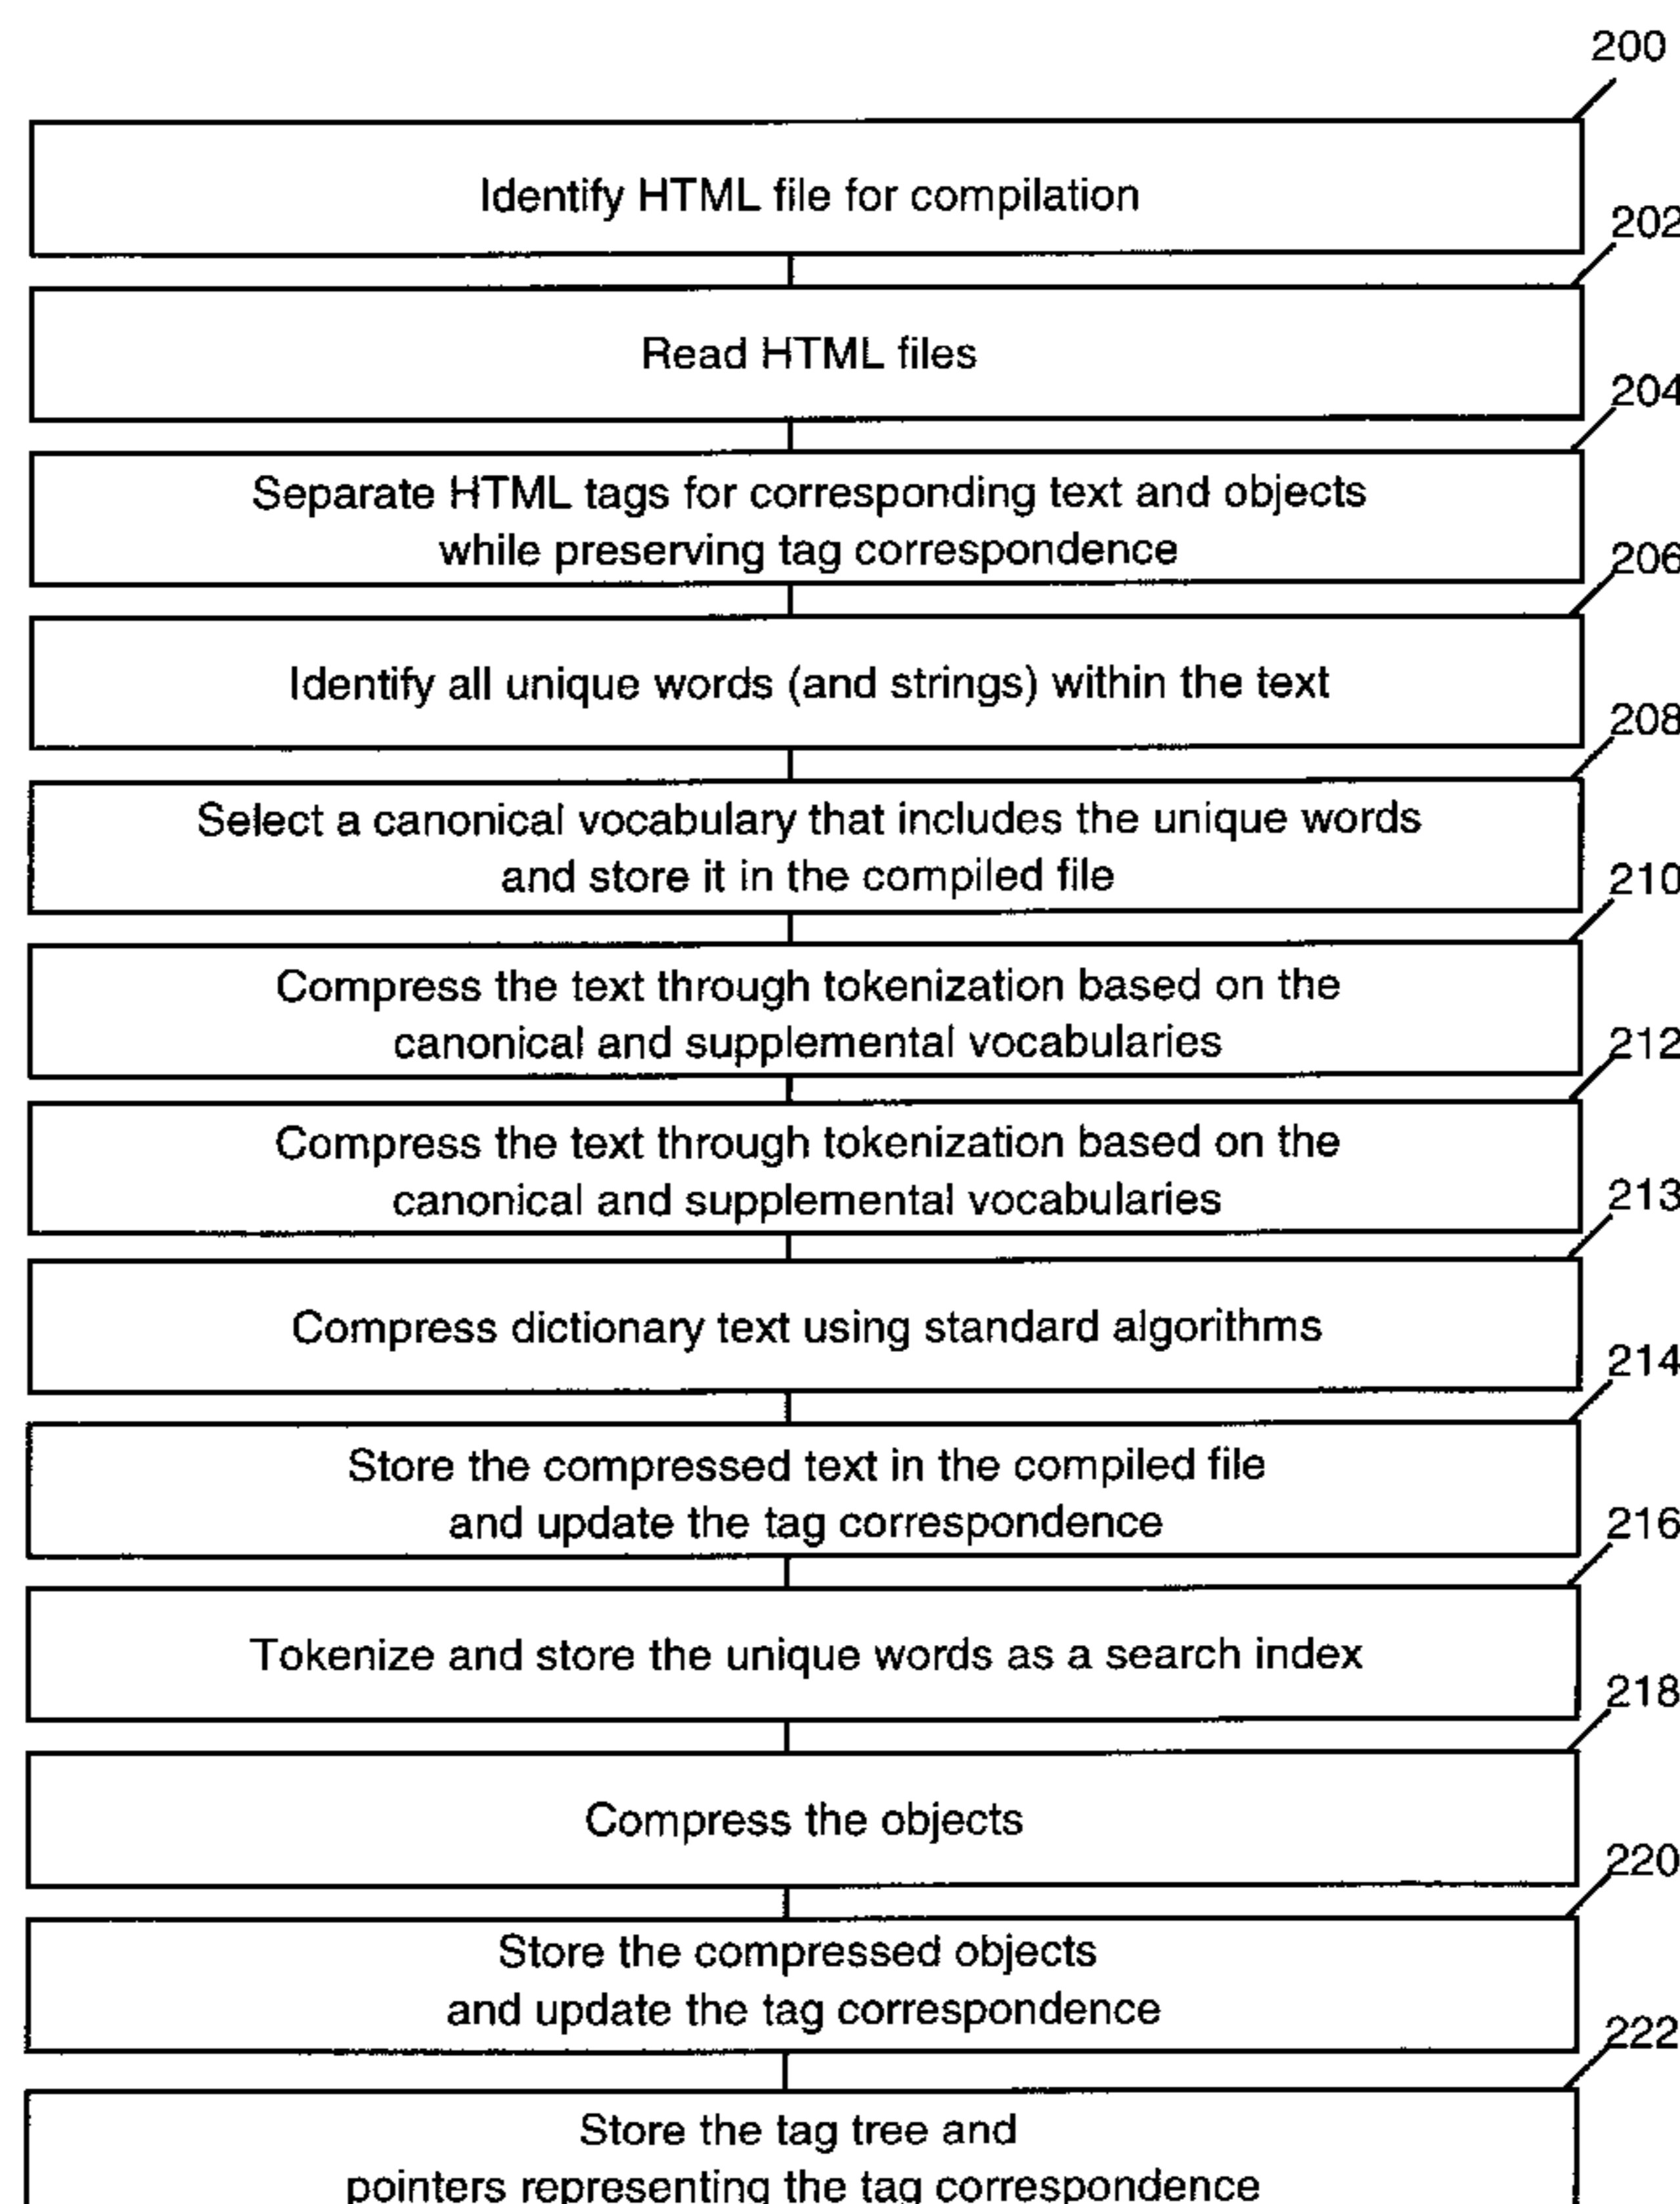 200
Identify HTML file for compilation
202
Read HTML files
204
Separate HTML tags for corresponding text and objects
while preserving tag correspondence
206
Identify all unique words (and strings) within the text
208
Select a canonical vocabulary that includes the unique words
and store it in the compiled file
210
Compress the text through tokenization based on the
canonical and supplemental vocabularies
212
Compress the text through tokenization based on the
canonical and supplemental vocabularies
213
Compress dictionary text using standard algorithms
214
Store the compressed text in the compiled file
and update the tag correspondence
216
Tokenize and store the unique words as a search index
218
Compress the objects
220
Store the compressed objects
and update the tag correspondence
222
Store the tag tree and
pointers representing the tag correspondence